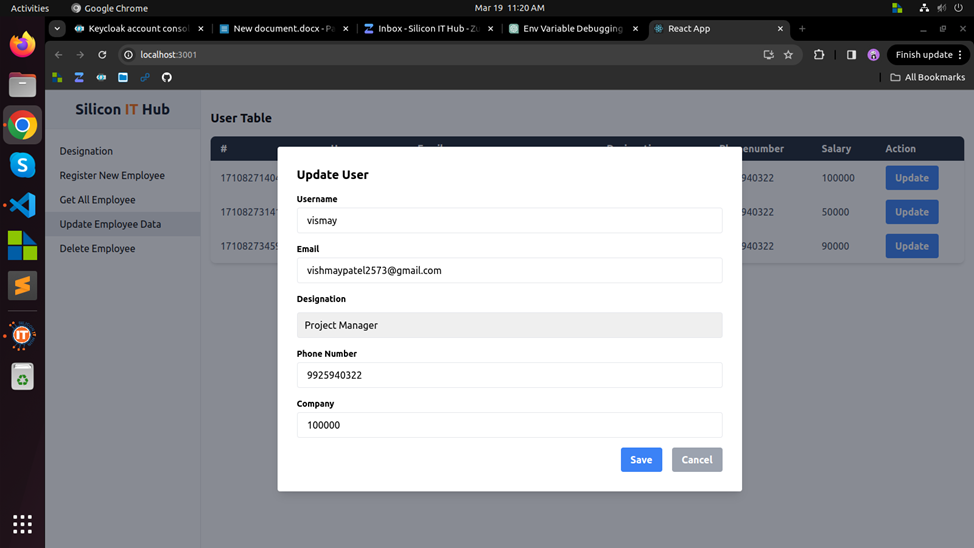 Activities Google Chrome Mar 19 11:20 AM
Keycloak account consol New document.docx - Pa Inbox - Silicon IT Hub - Zu Env Variable Debugging React App
localhost:3001 Finish update
All Bookmarks
Silicon IT Hub
Designation
Register New Employee
Get All Employee
Update Employee Data
Delete Employee
User Table
# Phonenumber Salary Action
940322 100000 Update
940322 50000 Update
940322 90000 Update
Update User
Username
vismay
Email
vishmaypatel2573@gmail.com
Designation
Project Manager
Phone Number
9925940322
Company
100000
Save Cancel